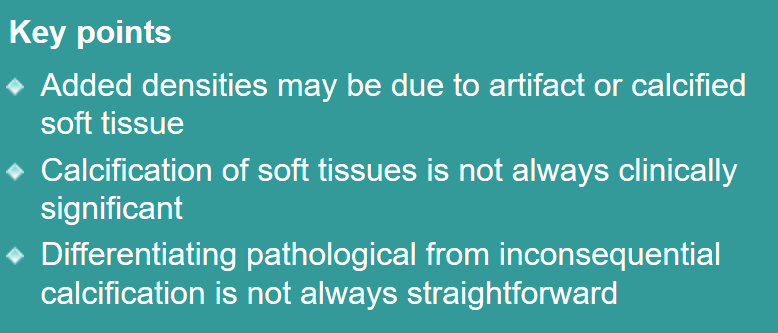 Key points
Added densities may be due to artifact or calcified
soft tissue
Calcification of soft tissues is not always clinically
significant
Differentiating pathological from inconsequential
calcification is not always straightforward